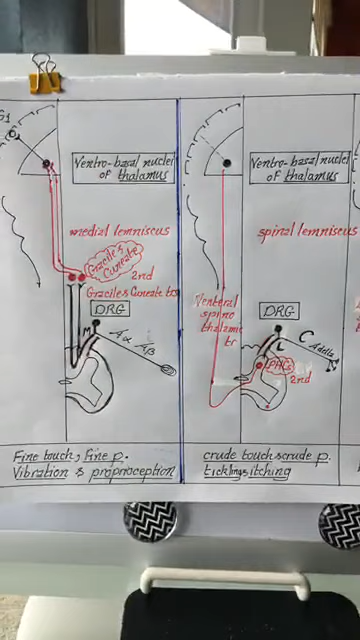 S1
Ventro-basal nuclei
of thalamus
medial lemniscus
Gracile &
Cuneate
2nd
Gracile & Cuneate tr
DRG
M
Aα Aβ
Fine touch, fine p.
Vibration & proprioception
Ventro-basal nuclei
of thalamus
spinal lemniscus
Ventral
spino
thalamic
tr
DRG
C
Adelta
L
PHCs
2nd
crude touch & crude p.
tickling & itching